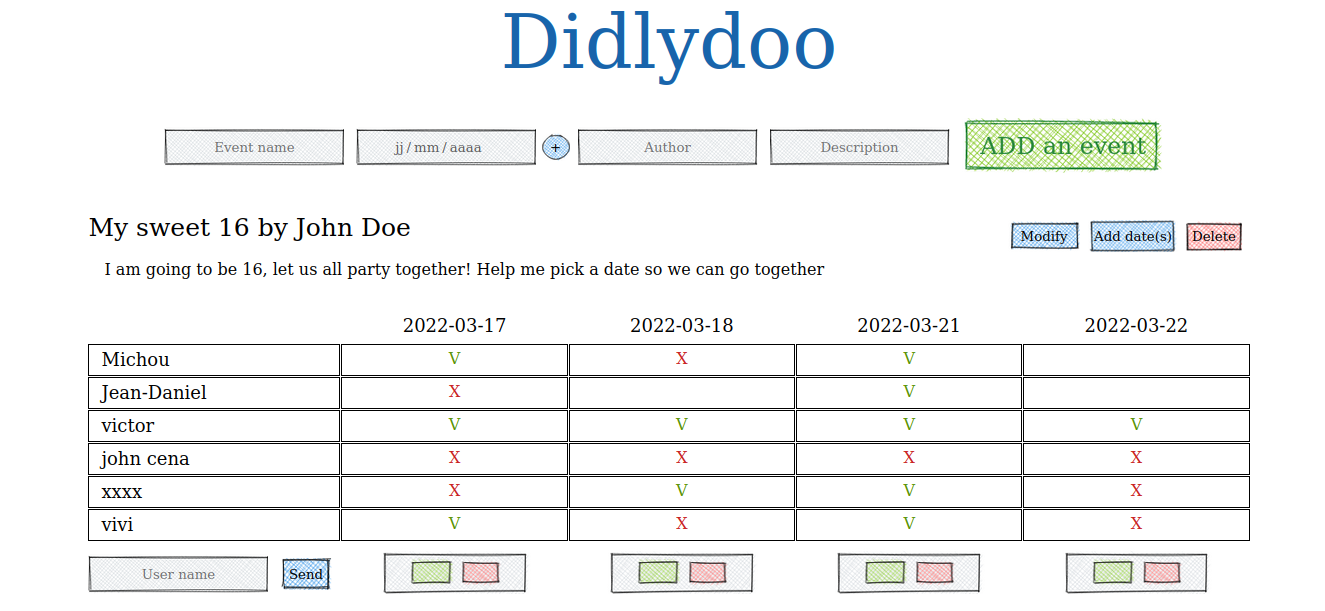 Didlydoo
Event name jj / mm / aaaa + Author Description ADD an event
My sweet 16 by John Doe Modify Add date(s) Delete
I am going to be 16, let us all party together! Help me pick a date so we can go together
2022-03-17 2022-03-18 2022-03-21 2022-03-22
Michou V X V
Jean-Daniel X V
victor V V V V
john cena X X X X
xxxx X V V X
vivi V X V X
User name Send